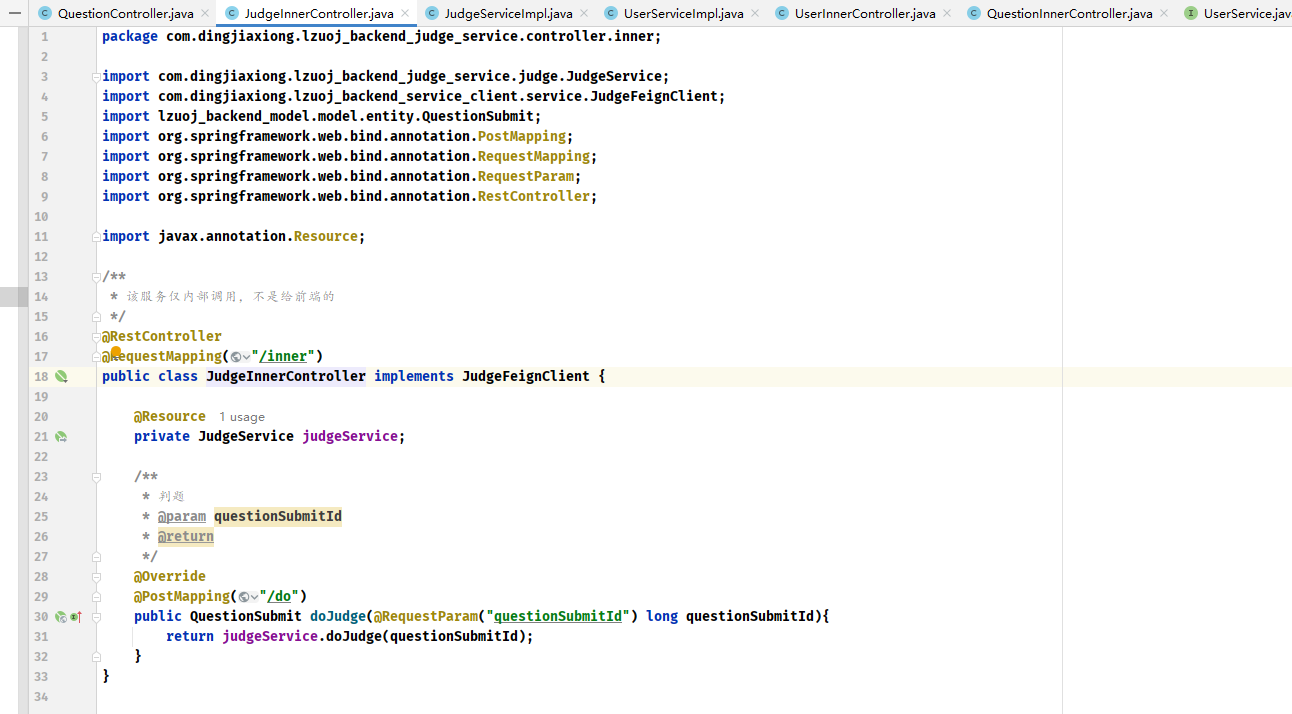 QuestionController.java JudgeInnerController.java JudgeServiceImpl.java UserServiceImpl.java UserInnerController.java QuestionInnerController.java UserService.jav
1 package com.dingjiaxiong.lzuoj_backend_judge_service.controller.inner;
2
3 import com.dingjiaxiong.lzuoj_backend_judge_service.judge.JudgeService;
4 import com.dingjiaxiong.lzuoj_backend_service_client.service.JudgeFeignClient;
5 import lzuoj_backend_model.model.entity.QuestionSubmit;
6 import org.springframework.web.bind.annotation.PostMapping;
7 import org.springframework.web.bind.annotation.RequestMapping;
8 import org.springframework.web.bind.annotation.RequestParam;
9 import org.springframework.web.bind.annotation.RestController;
10
11 import javax.annotation.Resource;
12
13 /**
14 * 该服务仅内部调用，不是给前端的
15 */
16 @RestController
17 @RequestMapping("/inner")
18 public class JudgeInnerController implements JudgeFeignClient {
19
20 @Resource 1 usage
21 private JudgeService judgeService;
22
23 /**
24 * 判题
25 * @param questionSubmitId
26 * @return
27 */
28 @Override
29 @PostMapping("/do")
30 public QuestionSubmit doJudge(@RequestParam("questionSubmitId") long questionSubmitId){
31 return judgeService.doJudge(questionSubmitId);
32 }
33 }
34